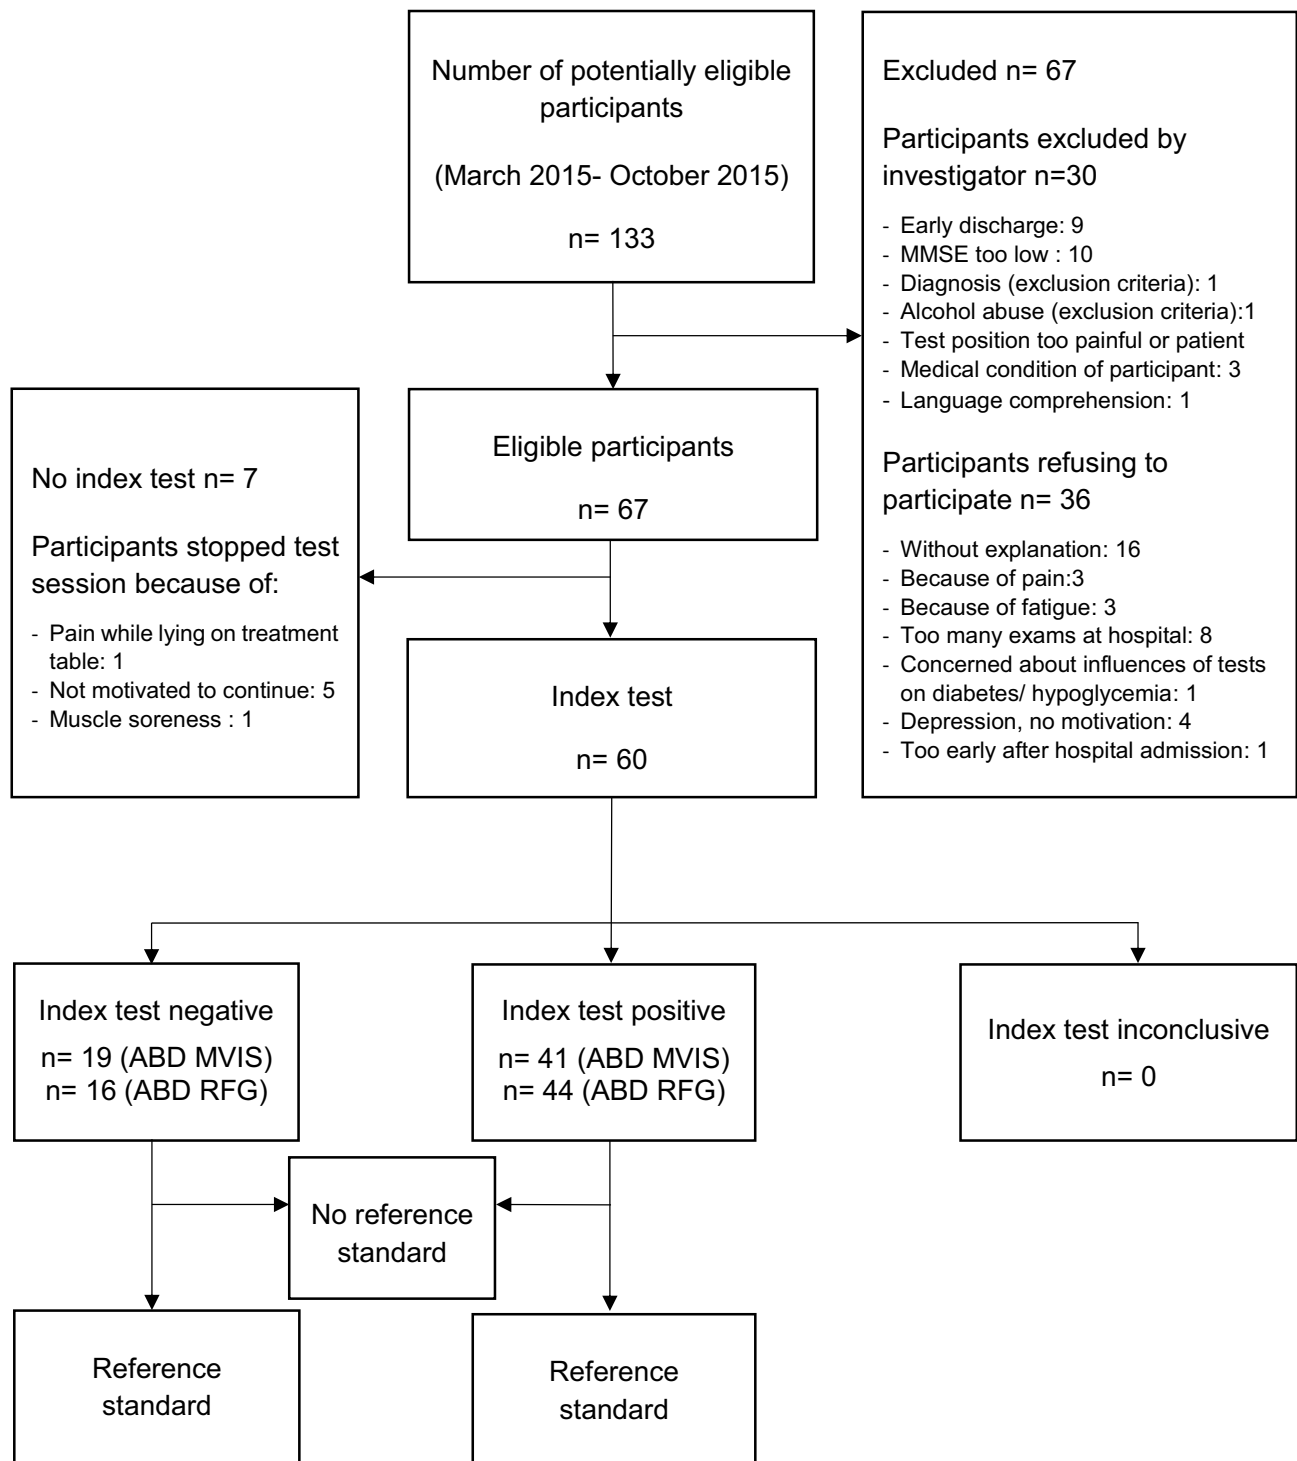 Number of potentially eligible
participants
(March 2015- October 2015)
n= 133
Excluded n= 67
Participants excluded by
investigator n=30
- Early discharge: 9
- MMSE too low : 10
- Diagnosis (exclusion criteria): 1
- Alcohol abuse (exclusion criteria):1
- Test position too painful or patient
- Medical condition of participant: 3
- Language comprehension: 1
Participants refusing to
participate n= 36
- Without explanation: 16
- Because of pain:3
- Because of fatigue: 3
- Too many exams at hospital: 8
- Concerned about influences of tests
on diabetes/ hypoglycemia: 1
- Depression, no motivation: 4
- Too early after hospital admission: 1
Eligible participants
n= 67
No index test n= 7
Participants stopped test
session because of:
- Pain while lying on treatment
table: 1
- Not motivated to continue: 5
- Muscle soreness : 1
Index test
n= 60
Index test negative
n= 19 (ABD MVIS)
n= 16 (ABD RFG)
Index test positive
n= 41 (ABD MVIS)
n= 44 (ABD RFG)
Index test inconclusive
n= 0
No reference
standard
Reference
standard
Reference
standard